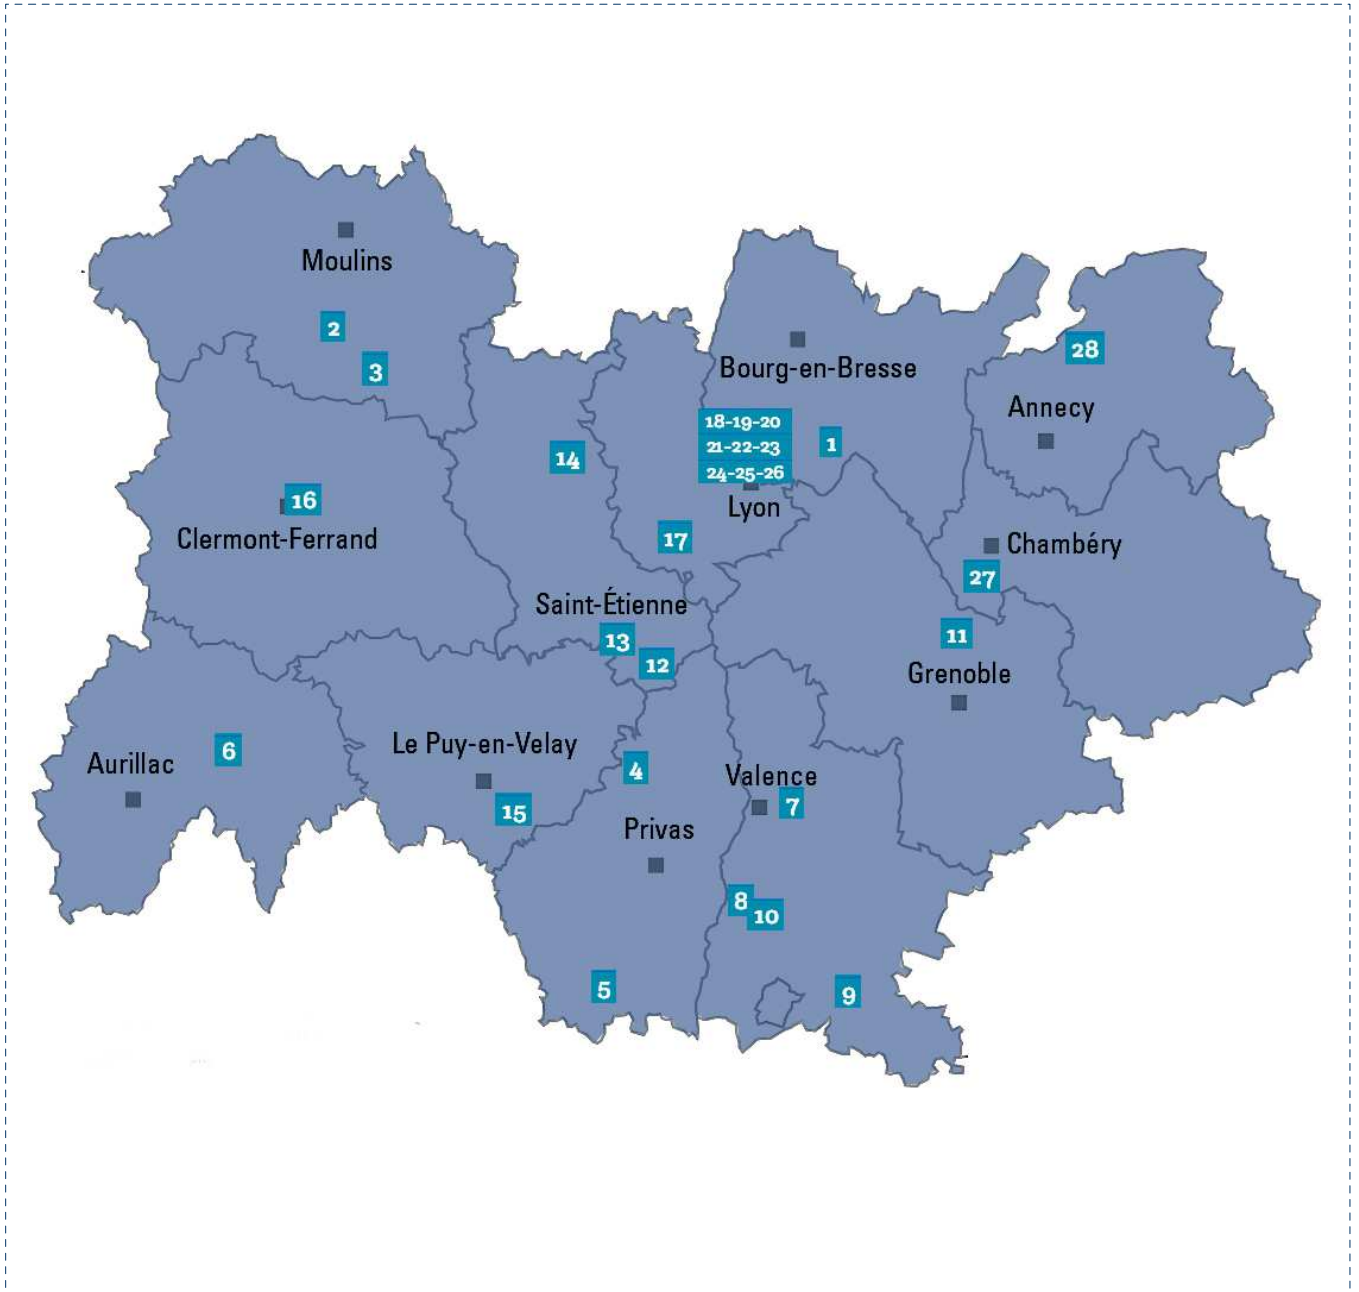 Moulins
2
3
Bourg-en-Bresse
28
Annecy
18-19-20
21-22-23
24-25-26
1
14
Lyon
16
Clermont-Ferrand
17
Chambéry
27
Saint-Étienne
13
12
11
Grenoble
6
Aurillac
Le Puy-en-Velay
15
4
Valence
7
Privas
8
10
5
9